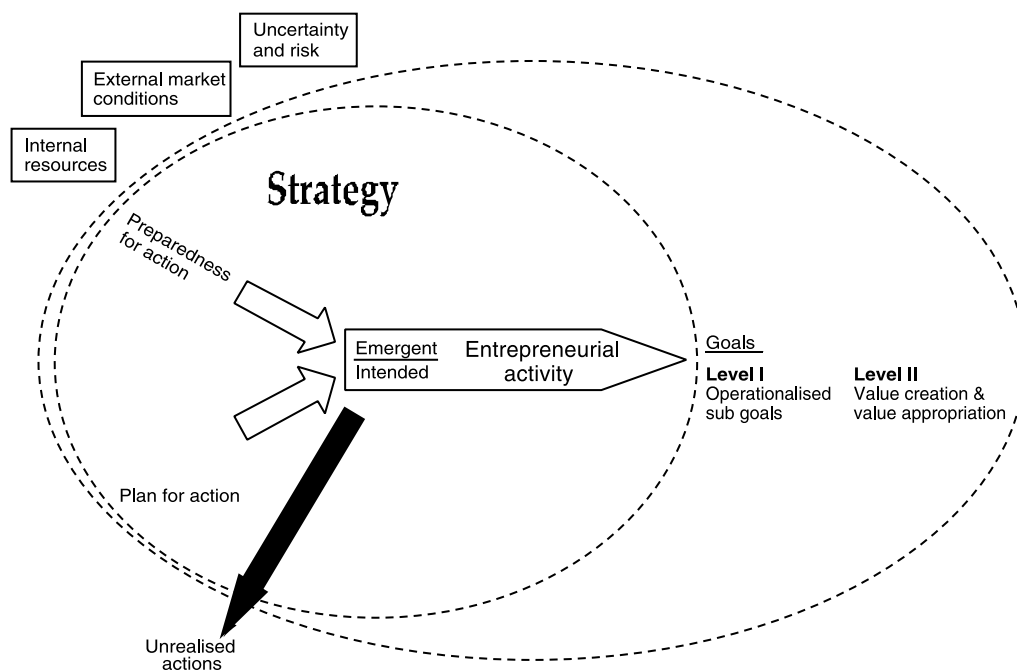 Uncertainty
and risk
External market
conditions
Internal
resources
Strategy
Preparedness
for action
Emergent
Intended
Entrepreneurial
activity
Goals
Level I
Operationalised
sub goals
Level II
Value creation &
value appropriation
Plan for action
Unrealised
actions